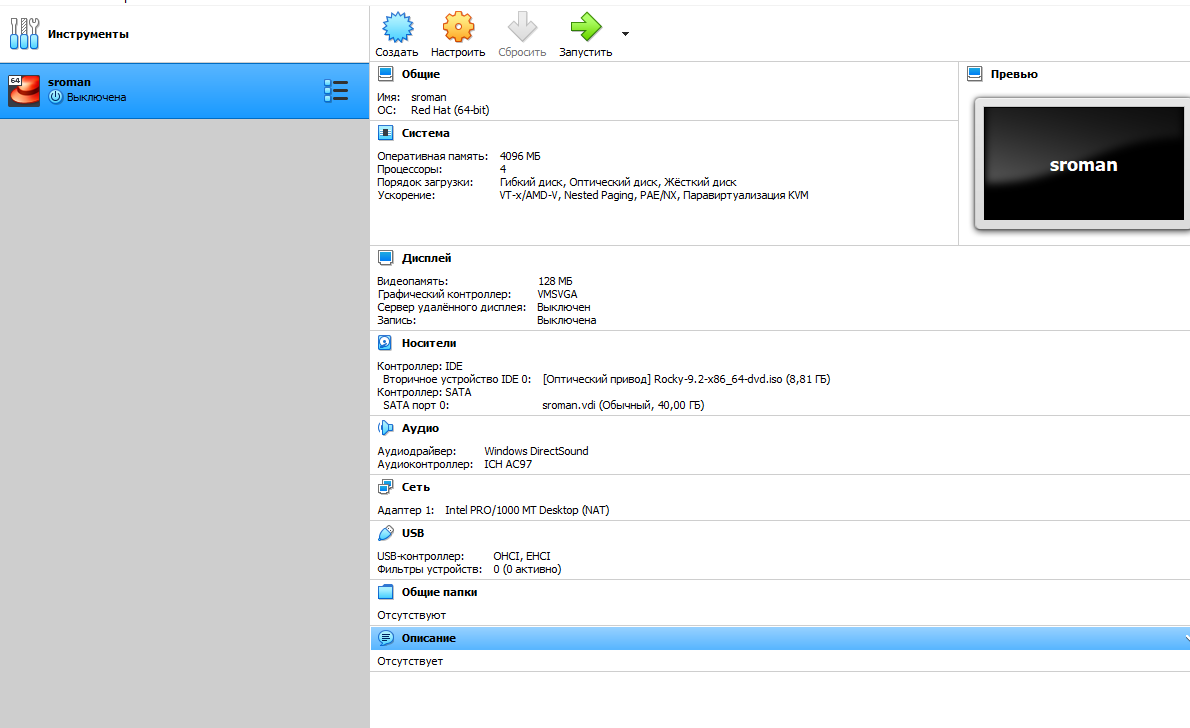 Инструменты
Создать Настроить Сбросить Запустить
64
sroman
Выключена
Общие
Имя: sroman
ОС: Red Hat (64-bit)
Превью
sroman
Система
Оперативная память: 4096 МБ
Процессоры: 4
Порядок загрузки: Гибкий диск, Оптический диск, Жёсткий диск
Ускорение: VT-x/AMD-V, Nested Paging, PAE/NX, Паравиртуализация KVM
Дисплей
Видеопамять: 128 МБ
Графический контроллер: VMSVGA
Сервер удалённого дисплея: Выключен
Запись: Выключена
Носители
Контроллер: IDE
Вторичное устройство IDE 0: [Оптический привод] Rocky-9.2-x86_64-dvd.iso (8,81 ГБ)
Контроллер: SATA
SATA порт 0: sroman.vdi (Обычный, 40,00 ГБ)
Аудио
Аудиодрайвер: Windows DirectSound
Аудиоконтроллер: ICH AC97
Сеть
Адаптер 1: Intel PRO/1000 MT Desktop (NAT)
USB
USB-контроллер: OHCI, EHCI
Фильтры устройств: 0 (0 активно)
Общие папки
Отсутствуют
Описание
Отсутствует